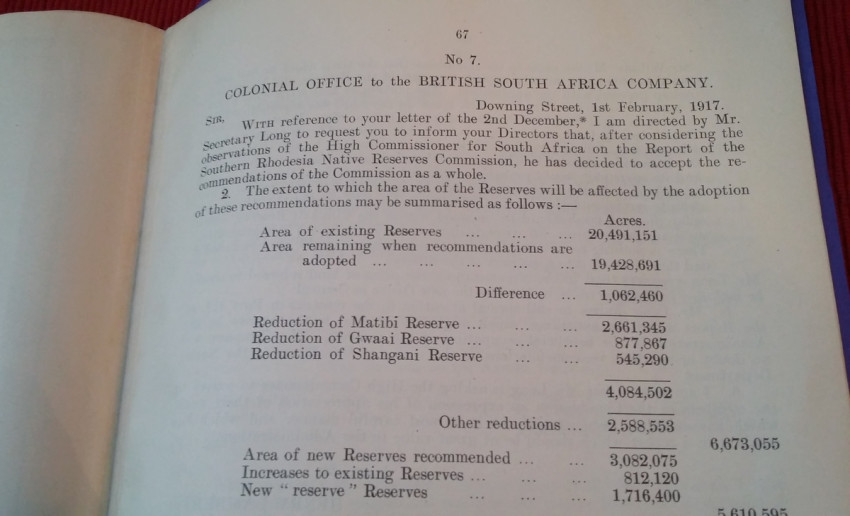 67
No 7.
COLONIAL OFFICE to the BRITISH SOUTH AFRICA COMPANY.
Downing Street, 1st February, 1917.
SIR,
WITH reference to your letter of the 2nd December,* I am directed by Mr.
Secretary Long to request you to inform your Directors that, after considering the
observations of the High Commissioner for South Africa on the Report of the
Southern Rhodesia Native Reserves Commission, he has decided to accept the re-
commendations of the Commission as a whole.
2. The extent to which the area of the Reserves will be affected by the adoption
of these recommendations may be summarised as follows :—
Acres.
Area of existing Reserves ... ... ... 20,491,151
Area remaining when recommendations are
adopted ... ... ... ... ... 19,428,691
Difference ... 1,062,460
Reduction of Matibi Reserve ... ... ... 2,661,345
Reduction of Gwaai Reserve ... ... ... 877,867
Reduction of Shangani Reserve ... ... 545,290
4,084,502
Other reductions ... 2,588,553
6,673,055
Area of new Reserves recommended ... ... 3,082,075
Increases to existing Reserves ... ... ... 812,120
New "reserve" Reserves ... ... ... 1,716,400
5,610,595